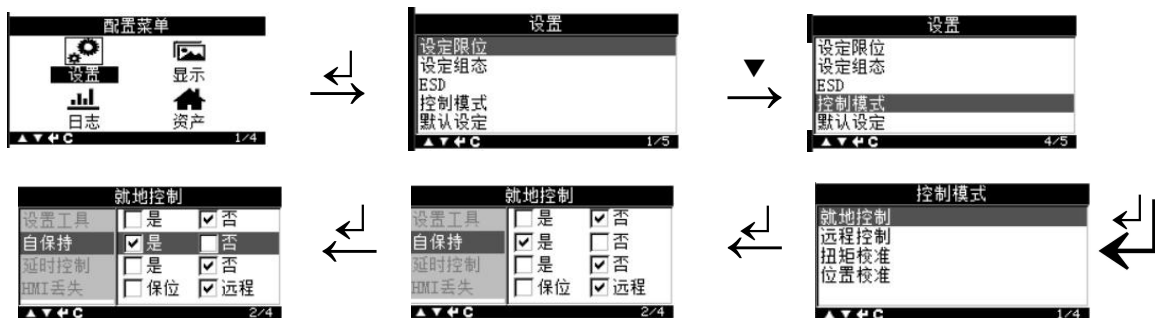 配置菜单
设置 显示
日志 资产
▲▼↵C 1/4
↵
设置
设定限位
设定组态
ESD
控制模式
默认设定
▲▼↵C 1/5
▼
设置
设定限位
设定组态
ESD
控制模式
默认设定
▲▼↵C 4/5
↵
控制模式
就地控制
远程控制
扭矩校准
位置校准
▲▼↵C 1/4
↵
就地控制
设置工具 是 否
自保持 是 否
延时控制 是 否
HMI丢失 保位 远程
▲▼↵C 2/4
↵
就地控制
设置工具 是 否
自保持 是 否
延时控制 是 否
HMI丢失 保位 远程
▲▼↵C 2/4